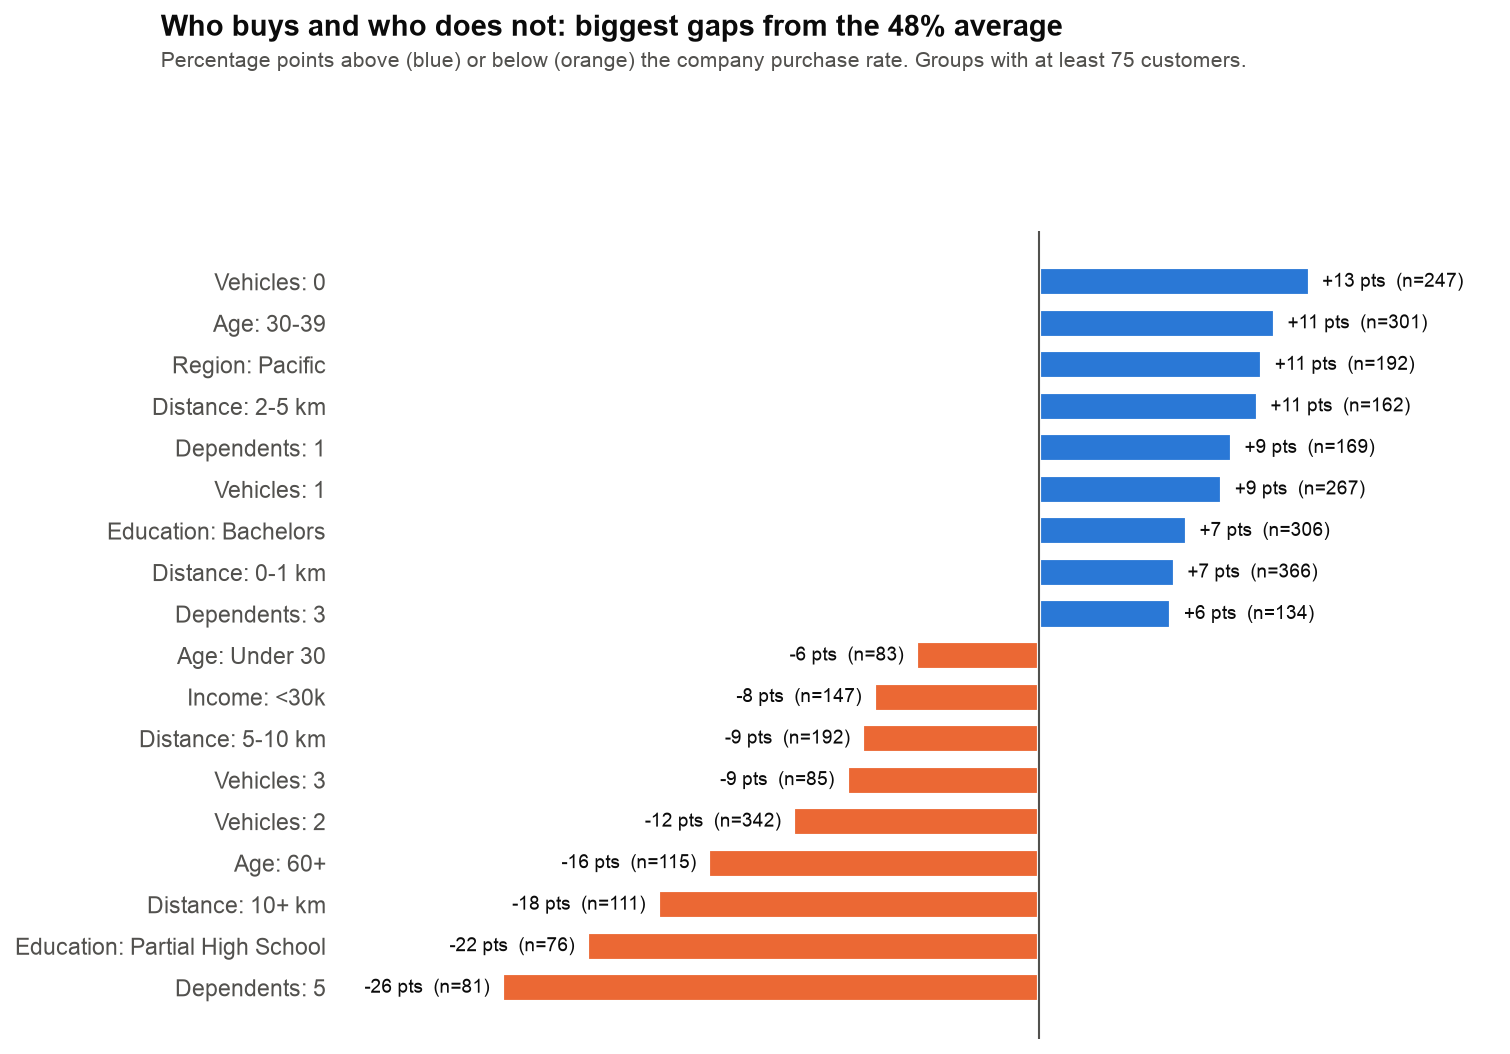 Who buys and who does not: biggest gaps from the 48% average
Percentage points above (blue) or below (orange) the company purchase rate. Groups with at least 75 customers.
Vehicles: 0 +13 pts (n=247)
Age: 30-39 +11 pts (n=301)
Region: Pacific +11 pts (n=192)
Distance: 2-5 km +11 pts (n=162)
Dependents: 1 +9 pts (n=169)
Vehicles: 1 +9 pts (n=267)
Education: Bachelors +7 pts (n=306)
Distance: 0-1 km +7 pts (n=366)
Dependents: 3 +6 pts (n=134)
Age: Under 30 -6 pts (n=83)
Income: <30k -8 pts (n=147)
Distance: 5-10 km -9 pts (n=192)
Vehicles: 3 -9 pts (n=85)
Vehicles: 2 -12 pts (n=342)
Age: 60+ -16 pts (n=115)
Distance: 10+ km -18 pts (n=111)
Education: Partial High School -22 pts (n=76)
Dependents: 5 -26 pts (n=81)